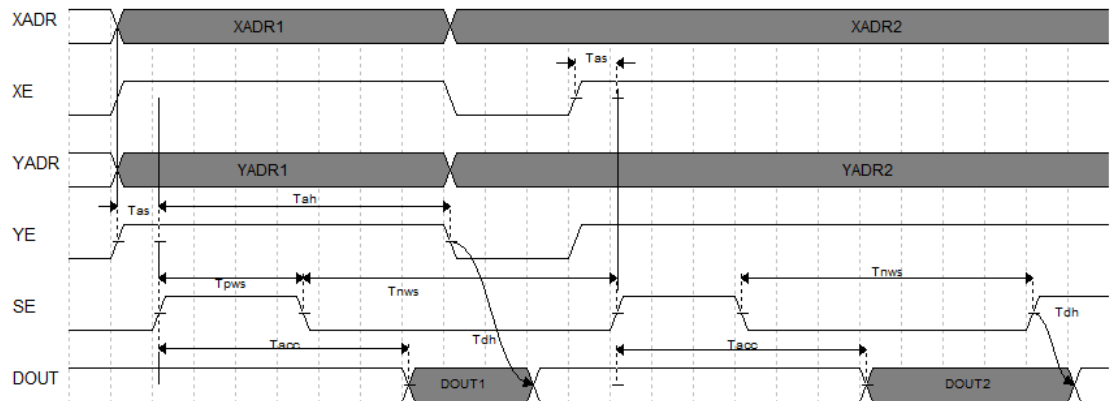 XADR XADR1 XADR2
Tas
XE
YADR YADR1 YADR2
Tas Tah
YE
Tpws Tnws Tnws
SE Tdh
Tacc Tdh Tacc
DOUT DOUT1 DOUT2